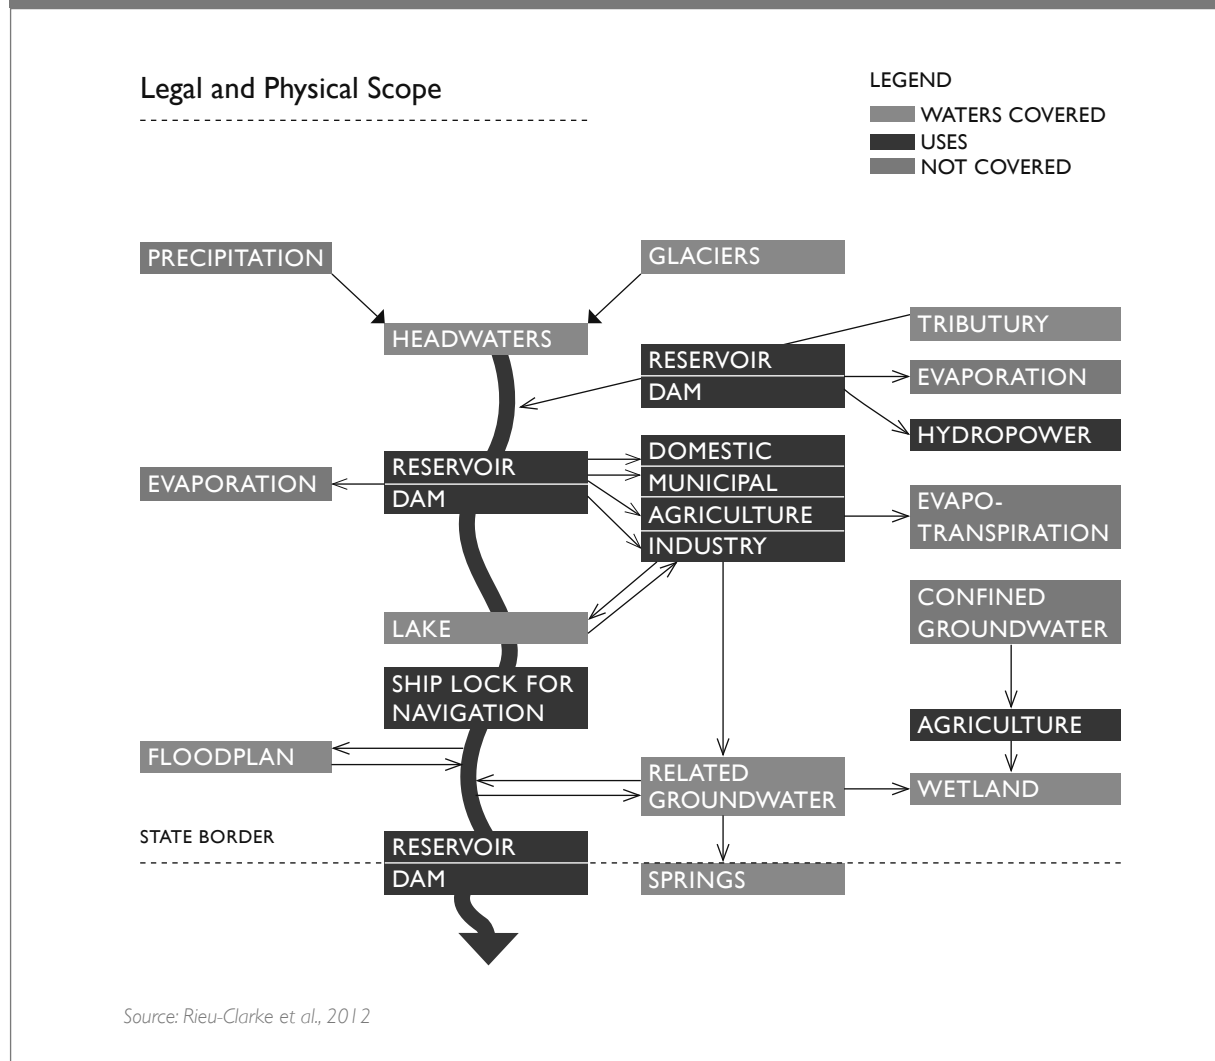 Legal and Physical Scope
LEGEND
WATERS COVERED
USES
NOT COVERED
PRECIPITATION
GLACIERS
HEADWATERS
TRIBUTURY
RESERVOIR
DAM
EVAPORATION
HYDROPOWER
EVAPORATION
RESERVOIR
DAM
DOMESTIC
MUNICIPAL
AGRICULTURE
INDUSTRY
EVAPO-
TRANSPIRATION
CONFINED
GROUNDWATER
LAKE
SHIP LOCK FOR
NAVIGATION
AGRICULTURE
FLOODPLAN
RELATED
GROUNDWATER
WETLAND
STATE BORDER
RESERVOIR
DAM
SPRINGS
Source: Rieu-Clarke et al., 2012